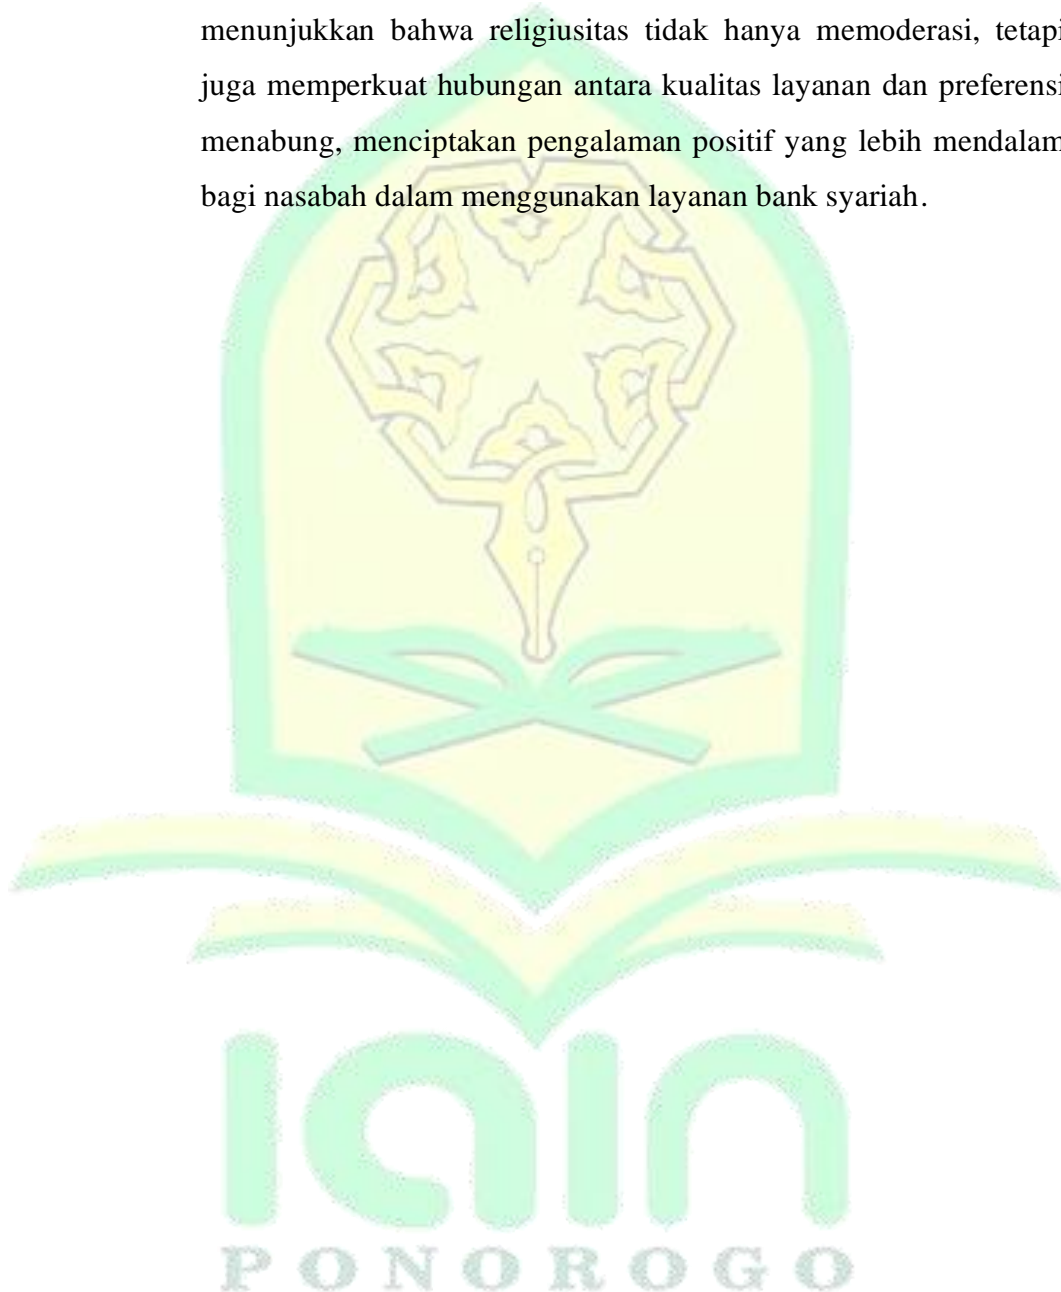 menunjukkan bahwa religiusitas tidak hanya memoderasi, tetapi
juga memperkuat hubungan antara kualitas layanan dan preferensi
menabung, menciptakan pengalaman positif yang lebih mendalam
bagi nasabah dalam menggunakan layanan bank syariah.
iain
PONOROGO